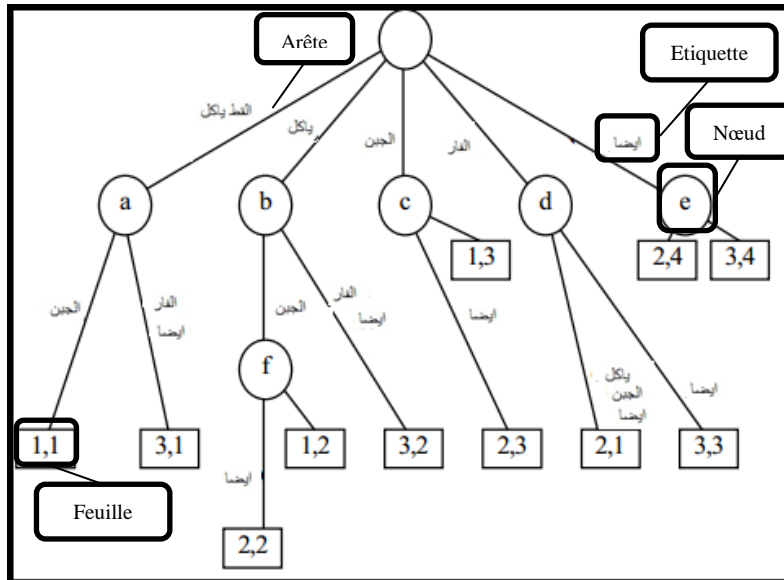 Arête
Etiquette
القط ياكل
ياكل
الجبن
الفار
ايضا
Nœud
a
b
c
d
e
1,3
2,4
3,4
الجبن
الفار
ايضا
الجبن
الفار
ايضا
ايضا
ياكل
الجبن
ايضا
ايضا
f
1,1
3,1
1,2
3,2
2,3
2,1
3,3
ايضا
Feuille
2,2